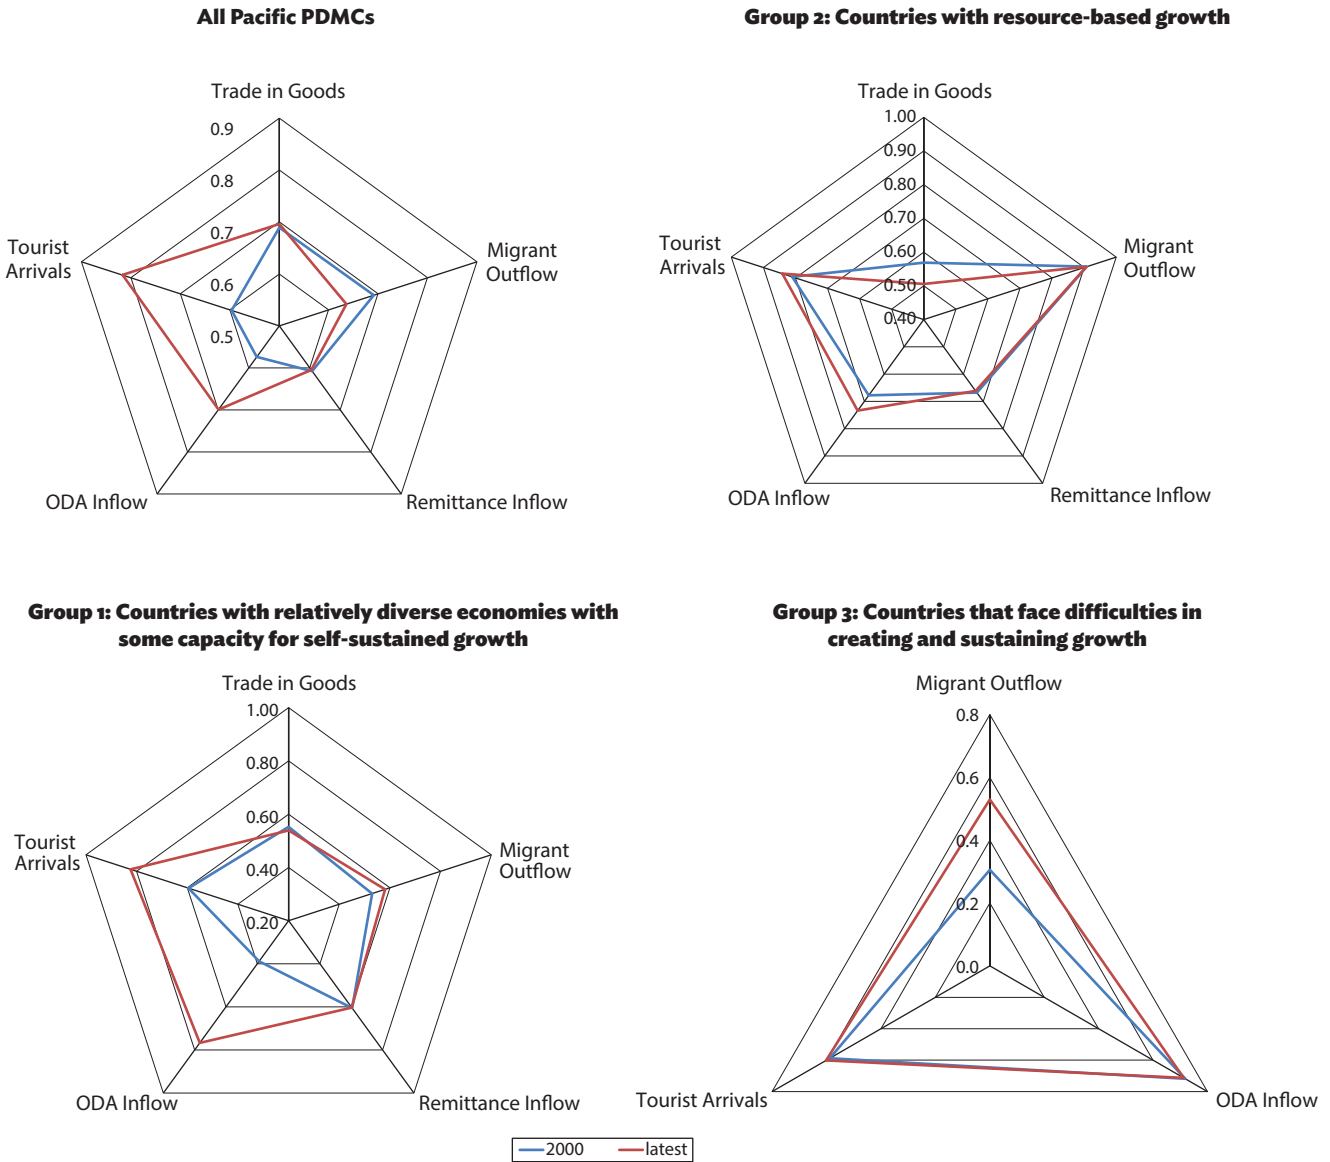 All Pacific PDMCs
Trade in Goods
0.9
0.8
0.7
0.6
0.5
Tourist
Arrivals
Migrant
Outflow
ODA Inflow
Remittance Inflow
Group 2: Countries with resource-based growth
Trade in Goods
1.00
0.90
0.80
0.70
0.60
0.50
0.40
Tourist
Arrivals
Migrant
Outflow
ODA Inflow
Remittance Inflow
Group 1: Countries with relatively diverse economies with
some capacity for self-sustained growth
Trade in Goods
1.00
0.80
0.60
0.40
0.20
Tourist
Arrivals
Migrant
Outflow
ODA Inflow
Remittance Inflow
Group 3: Countries that face difficulties in
creating and sustaining growth
Migrant Outflow
0.8
0.6
0.4
0.2
0.0
Tourist Arrivals
ODA Inflow
2000
latest